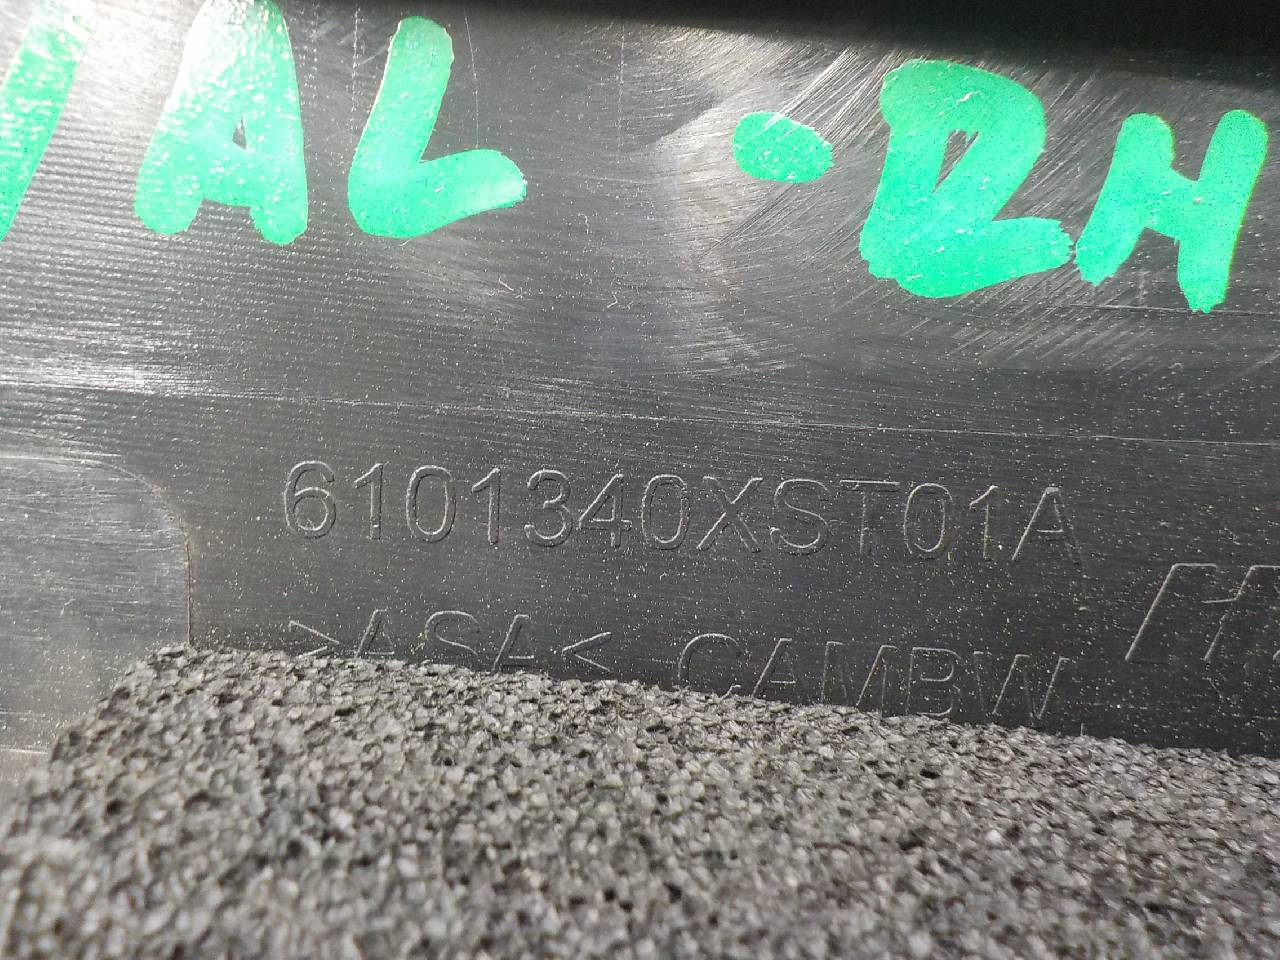 AL -RH
6101340XST01A
>ASA< CAMBW